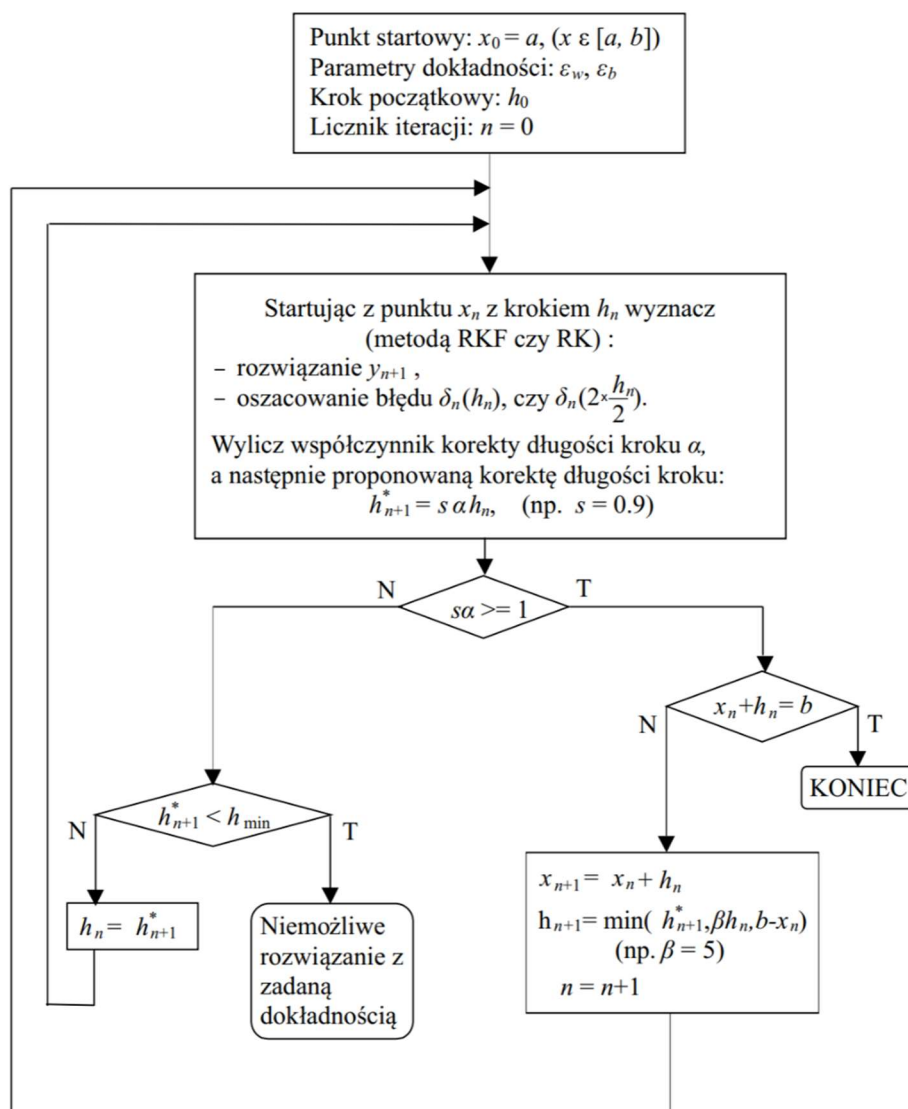 Punkt startowy: x₀ = a, (x ε [a, b])
Parametry dokładności: ε_w, ε_b
Krok początkowy: h₀
Licznik iteracji: n = 0
Startując z punktu xₙ z krokiem hₙ wyznacz
(metodą RKF czy RK) :
– rozwiązanie yₙ₊₁ ,
– oszacowanie błędu δₙ(hₙ), czy δₙ(2×hₙ/2).
Wylicz współczynnik korekty długości kroku α,
a następnie proponowaną korektę długości kroku:
h*ₙ₊₁ = s α hₙ, (np. s = 0.9)
N
T
sα >= 1
N
xₙ+hₙ= b
T
KONIEC
N
h*ₙ₊₁ < h_min
T
hₙ = h*ₙ₊₁
Niemożliwe
rozwiązanie z
zadaną
dokładnością
xₙ₊₁= xₙ + hₙ
hₙ₊₁= min( h*ₙ₊₁,βhₙ,b-xₙ)
(np. β = 5)
n = n+1